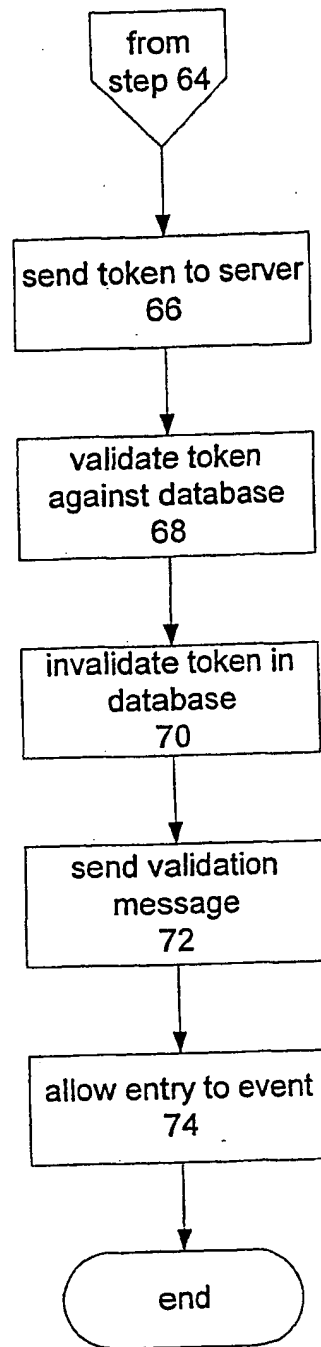 from
step 64
send token to server
66
validate token
against database
68
invalidate token in
database
70
send validation
message
72
allow entry to event
74
end